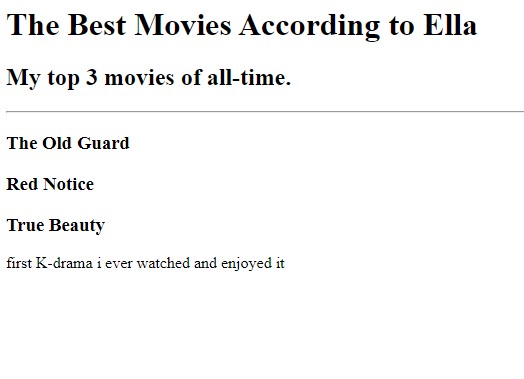 The Best Movies According to Ella
My top 3 movies of all-time.
The Old Guard
Red Notice
True Beauty
first K-drama i ever watched and enjoyed it